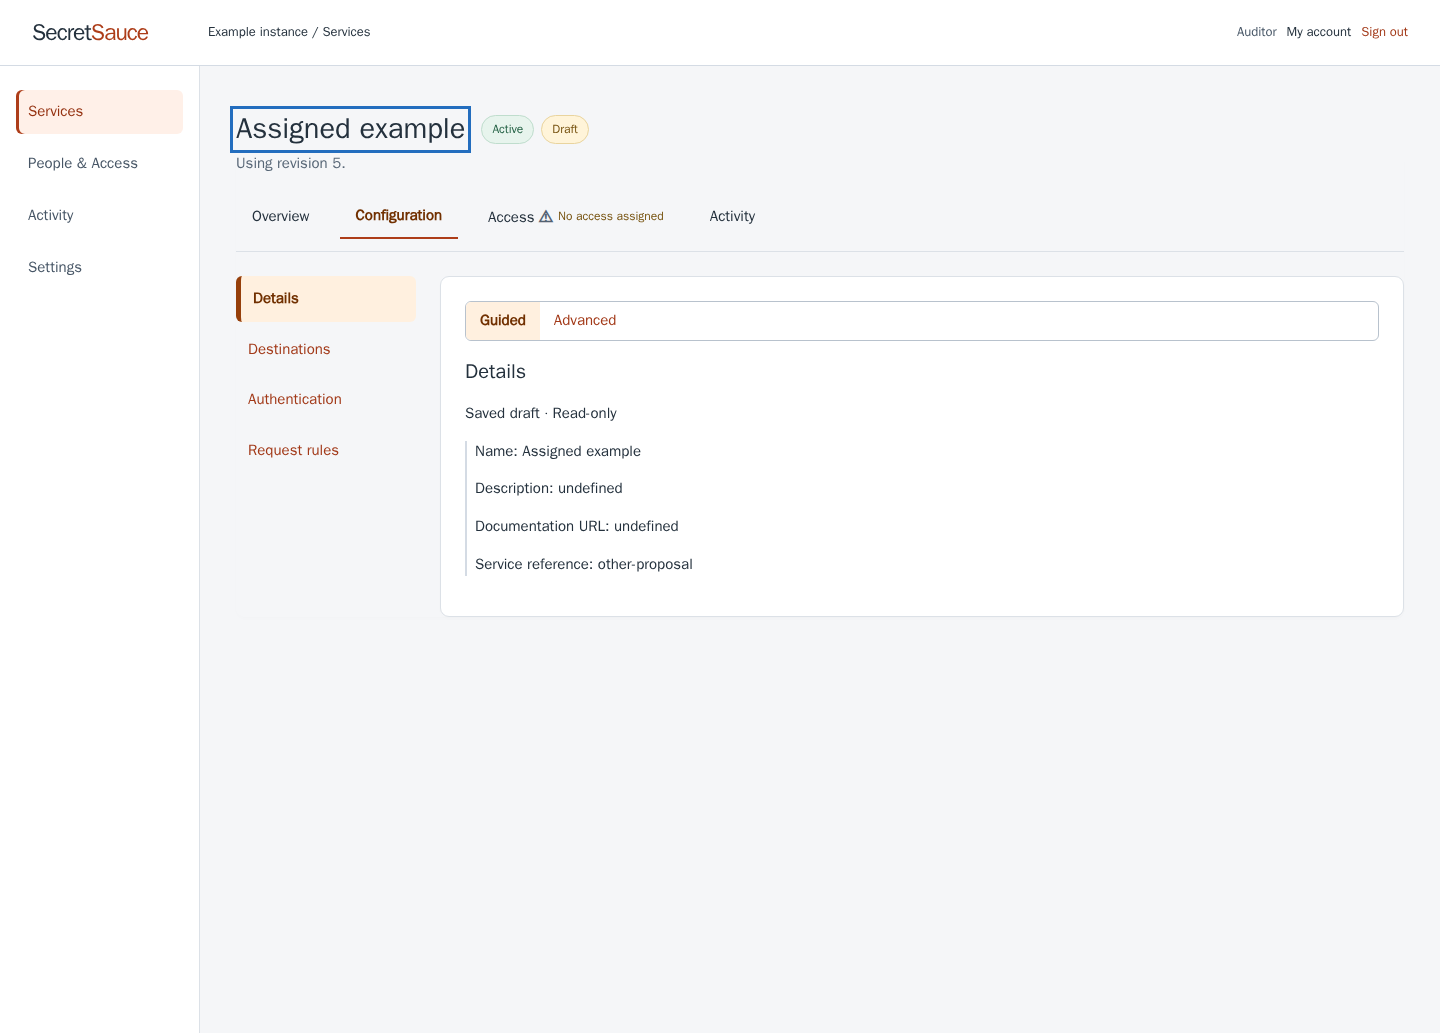 SecretSauce
Example instance / Services
Auditor My account Sign out
Services
People & Access
Activity
Settings
Assigned example
Active
Draft
Using revision 5.
Overview
Configuration
Access
No access assigned
Activity
Details
Destinations
Authentication
Request rules
Guided
Advanced
Details
Saved draft · Read-only
Name: Assigned example
Description: undefined
Documentation URL: undefined
Service reference: other-proposal